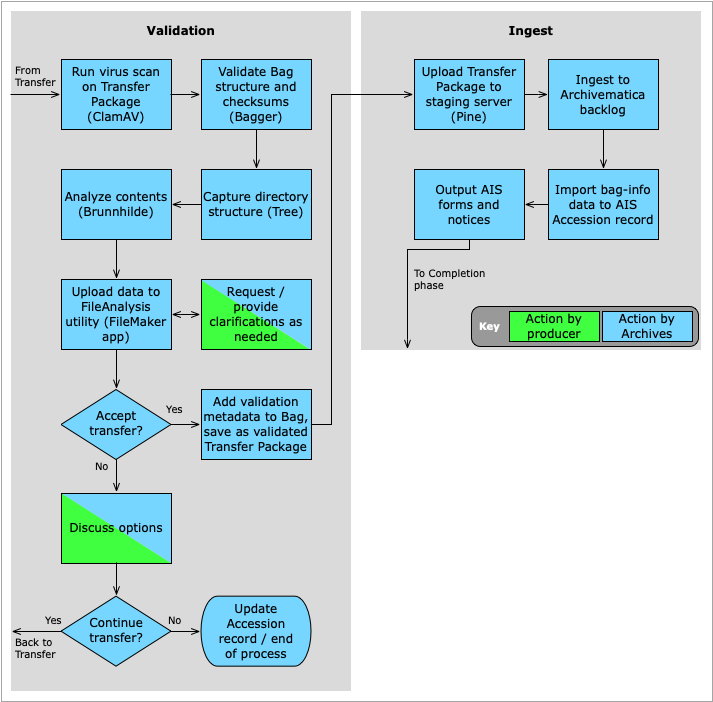 Validation
From
Transfer
Run virus scan
on Transfer
Package
(ClamAV)
Validate Bag
structure and
checksums
(Bagger)
Analyze contents
(Brunnhilde)
Capture directory
structure (Tree)
Upload data to
FileAnalysis
utility (FileMaker
app)
Request /
provide
clarifications as
needed
Accept
transfer?
Yes
Add validation
metadata to Bag,
save as validated
Transfer Package
No
Discuss options
Continue
transfer?
Yes
Back to
Transfer
No
Update
Accession
record / end
of process
Ingest
Upload Transfer
Package to
staging server
(Pine)
Ingest to
Archivematica
backlog
Output AIS
forms and
notices
Import bag-info
data to AIS
Accession record
To Completion
phase
Key
Action by
producer
Action by
Archives